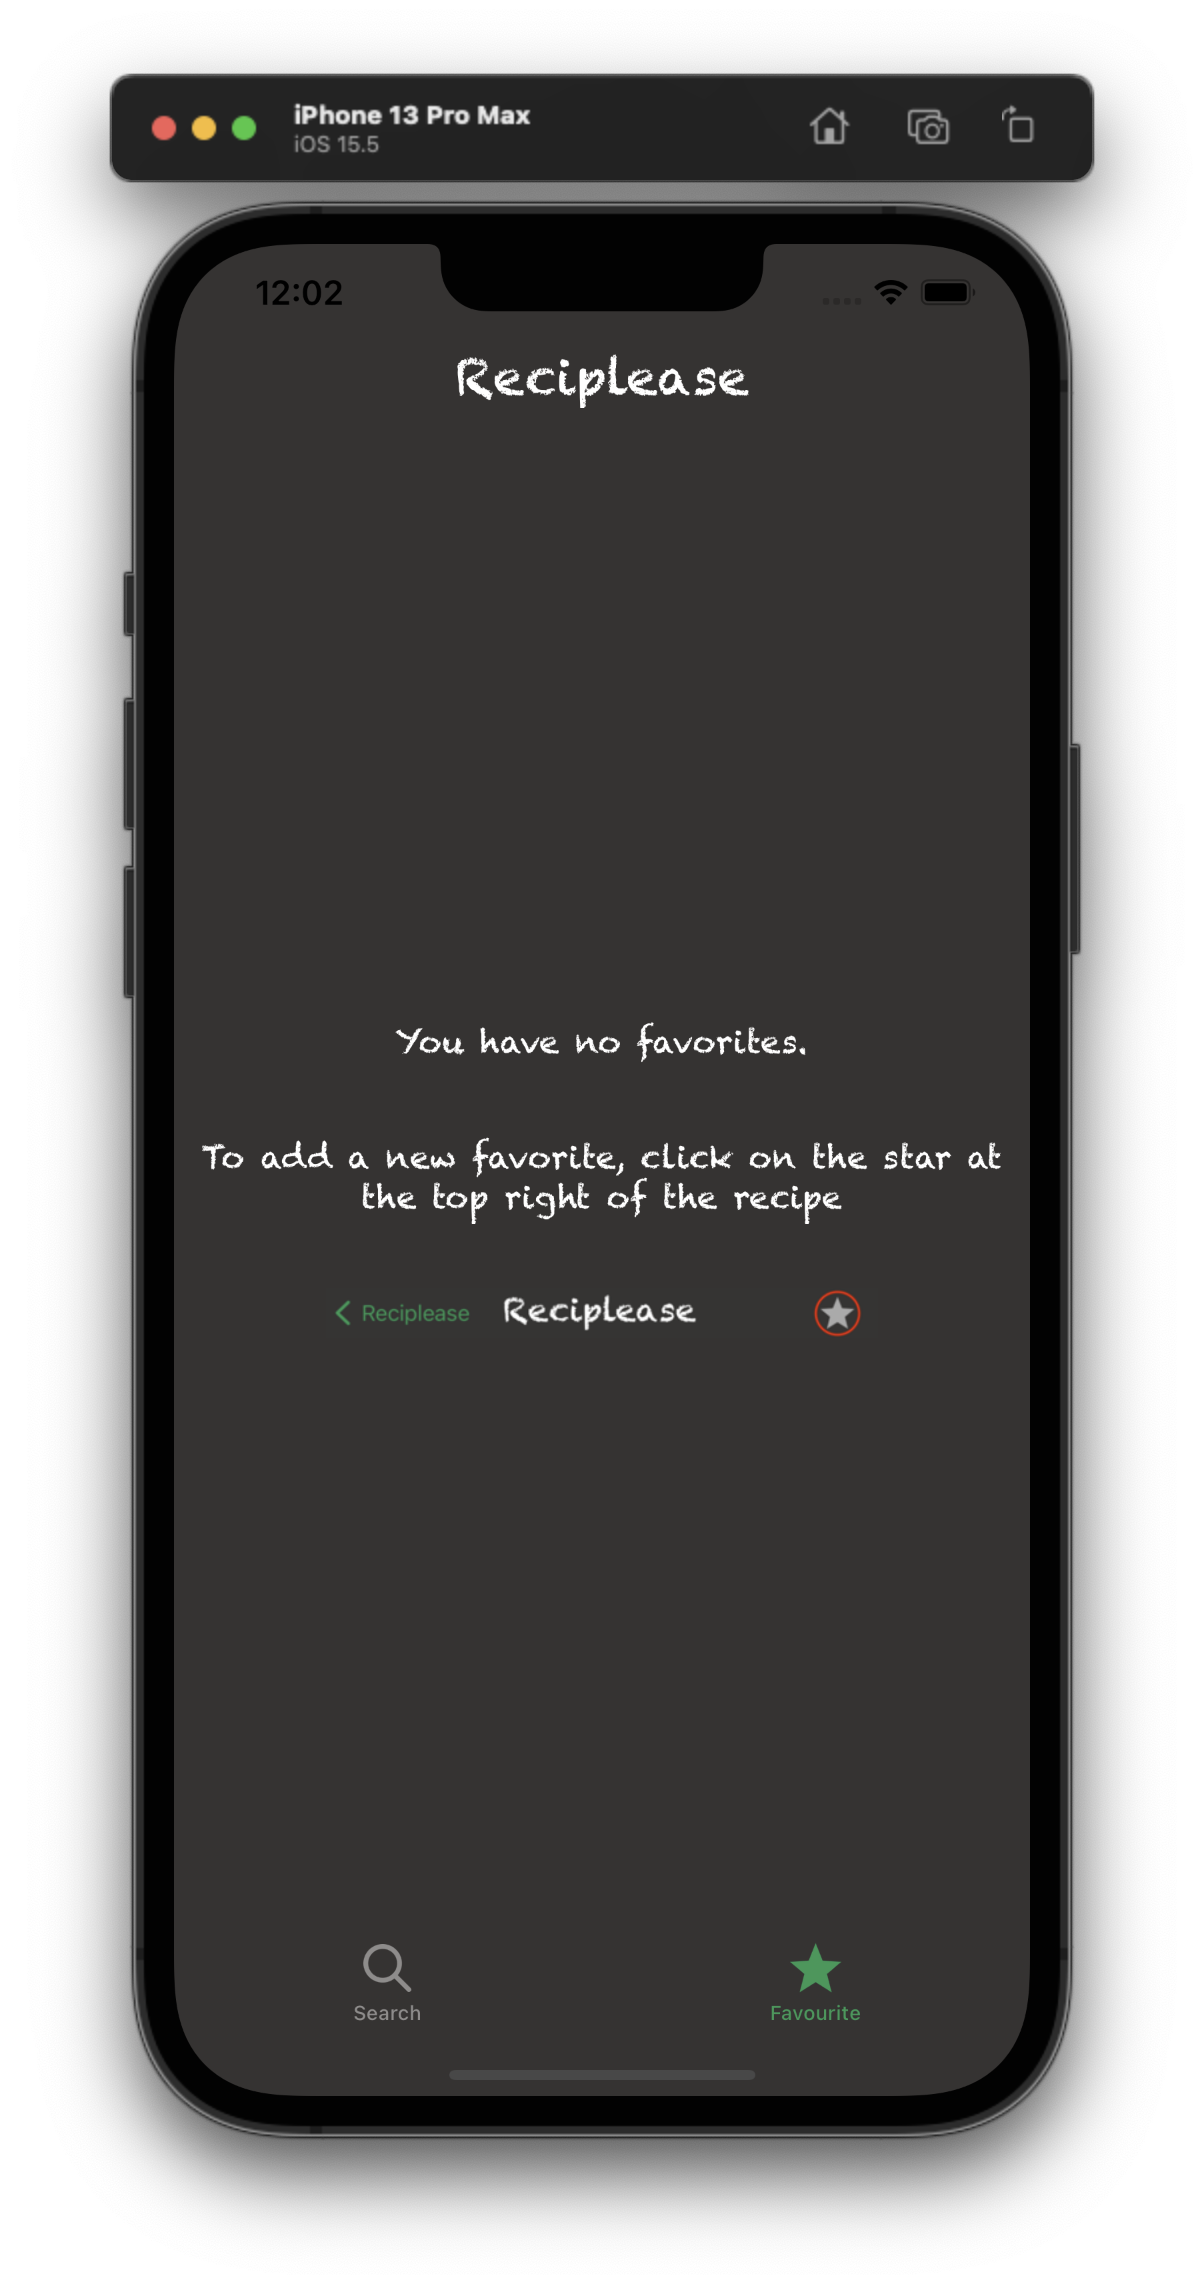 iPhone 13 Pro Max
iOS 15.5
12:02
Reciplease
You have no favorites.
To add a new favorite, click on the star at
the top right of the recipe
Reciplease Reciplease
Search Favourite